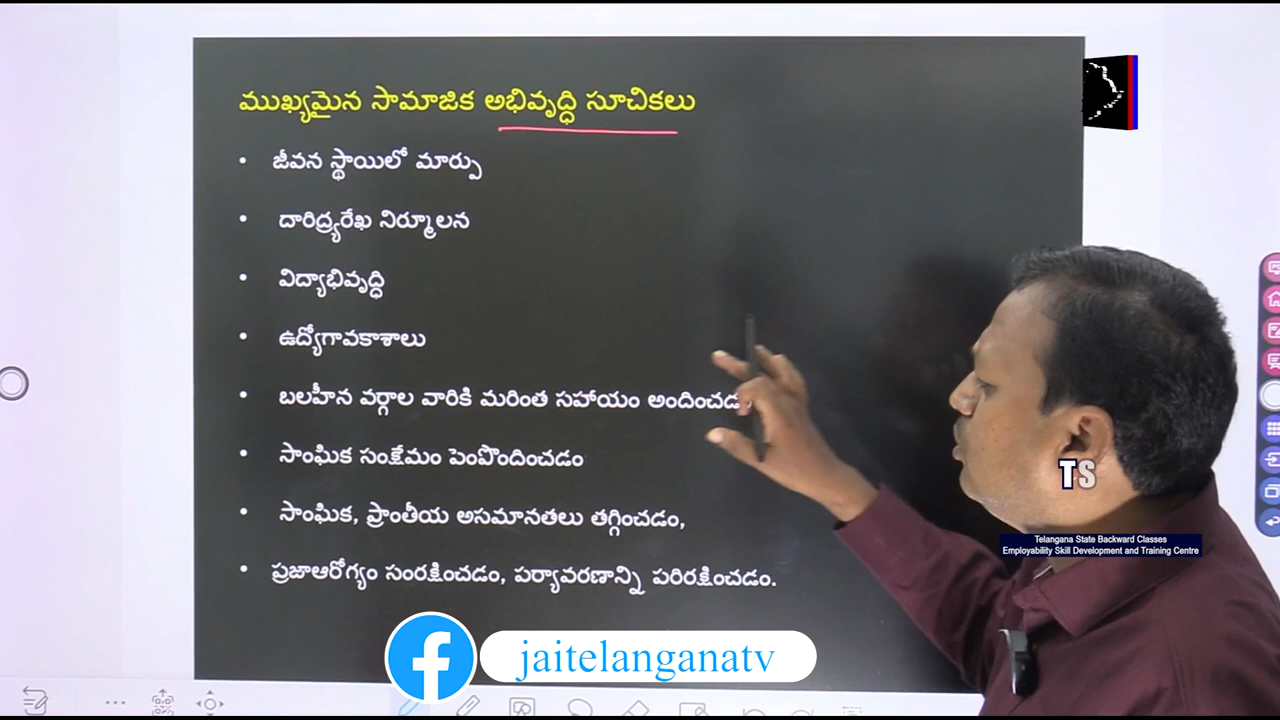 ముఖ్యమైన సామాజిక అభివృద్ధి సూచికలు
• జీవన స్థాయిలో మార్పు
• దారిద్ర్యరేఖ నిర్మూలన
• విద్యాభివృద్ధి
• ఉద్యోగావకాశాలు
• బలహీన వర్గాల వారికి మరింత సహాయం
• సాంఘిక సంక్షేమం పెంపొందించడం
• సాంఘిక, ప్రాంతీయ అసమానతలు తగ్గించడం,
• ప్రజాఆరోగ్యం సంరక్షించడం, పర్యావరణాన్ని పరిరక్షించడం.
TS
Telangana State Backward Classes
Employability Skill Development and Training Centre
jaitelanganatv